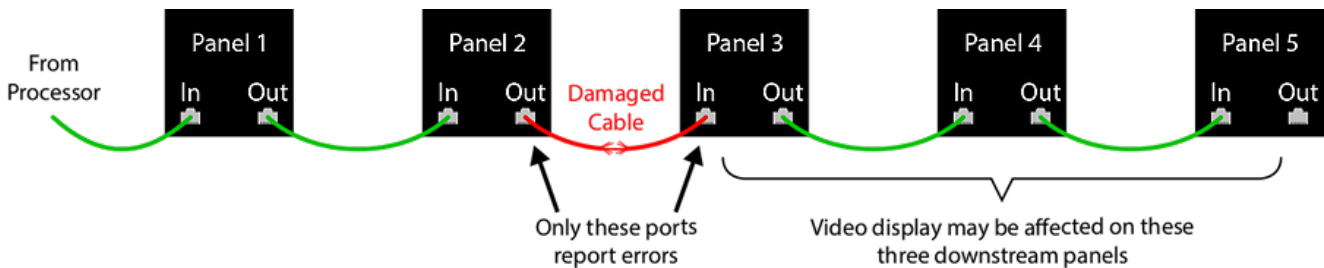 From
Processor
Panel 1
In Out
Panel 2
In Out
Damaged
Cable
Panel 3
In Out
Panel 4
In Out
Panel 5
In Out
Only these ports
report errors
Video display may be affected on these
three downstream panels